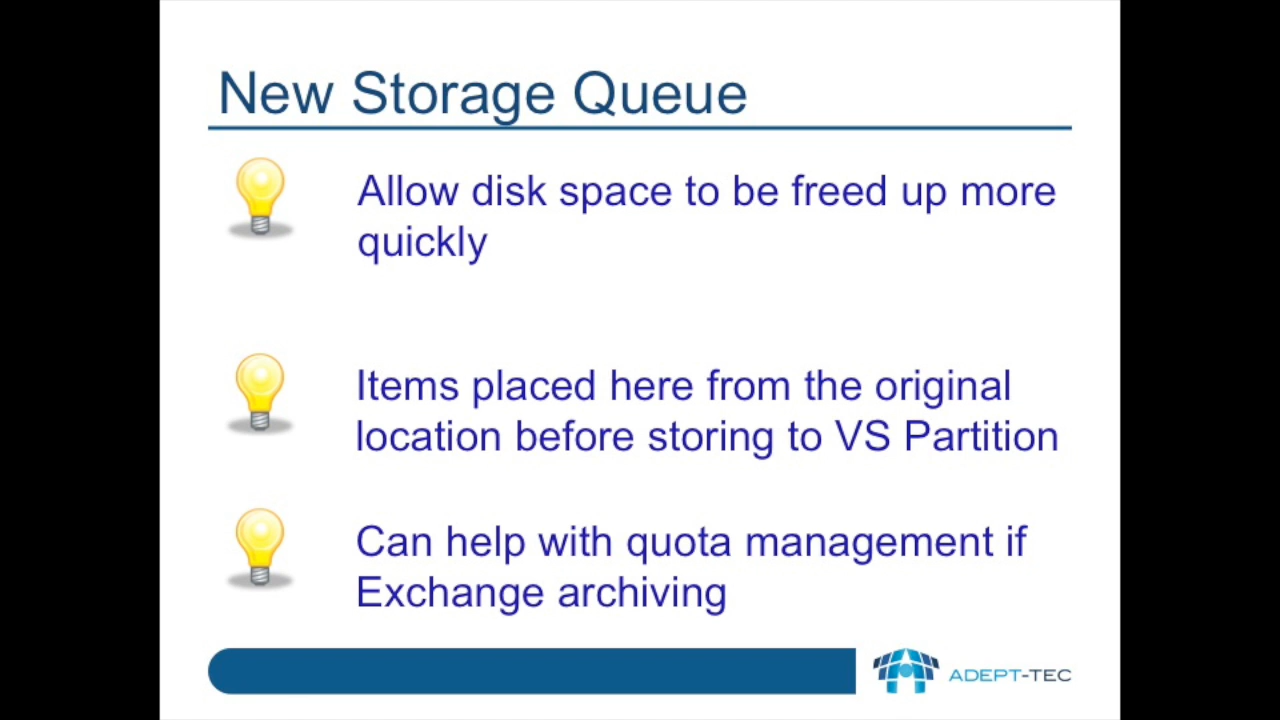 New Storage Queue
Allow disk space to be freed up more
quickly
Items placed here from the original
location before storing to VS Partition
Can help with quota management if
Exchange archiving
ADEPT-TEC